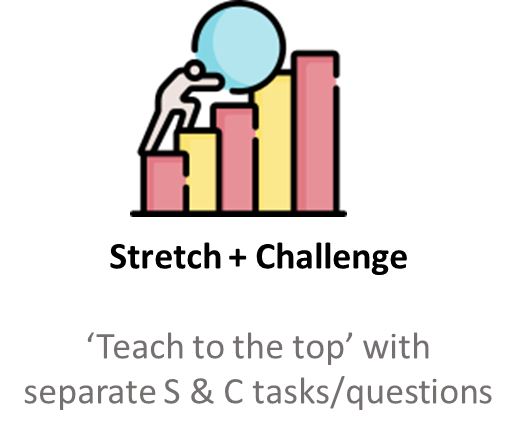 Stretch + Challenge
‘Teach to the top’ with
separate S & C tasks/questions